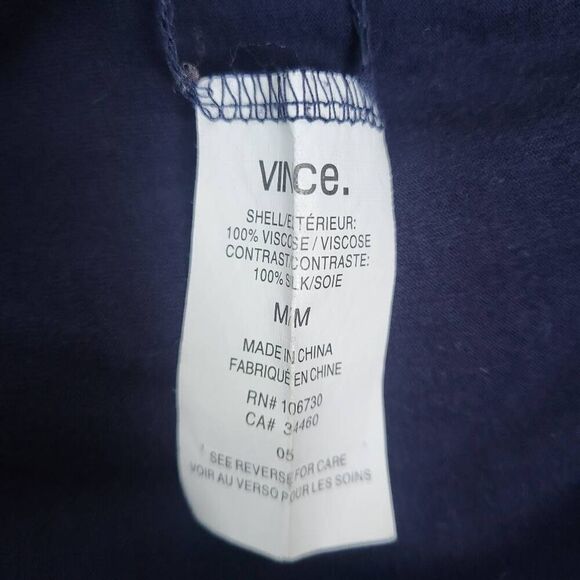 VINCE.
SHELL/EXTÉRIEUR:
100% VISCOSE / VISCOSE
CONTRAST/CONTRASTE:
100% SILK/SOIE
M/M
MADE IN CHINA
FABRIQUÉ EN CHINE
RN# 106730
CA# 34460
05
SEE REVERSE FOR CARE
VOIR AU VERSO POUR LES SOINS